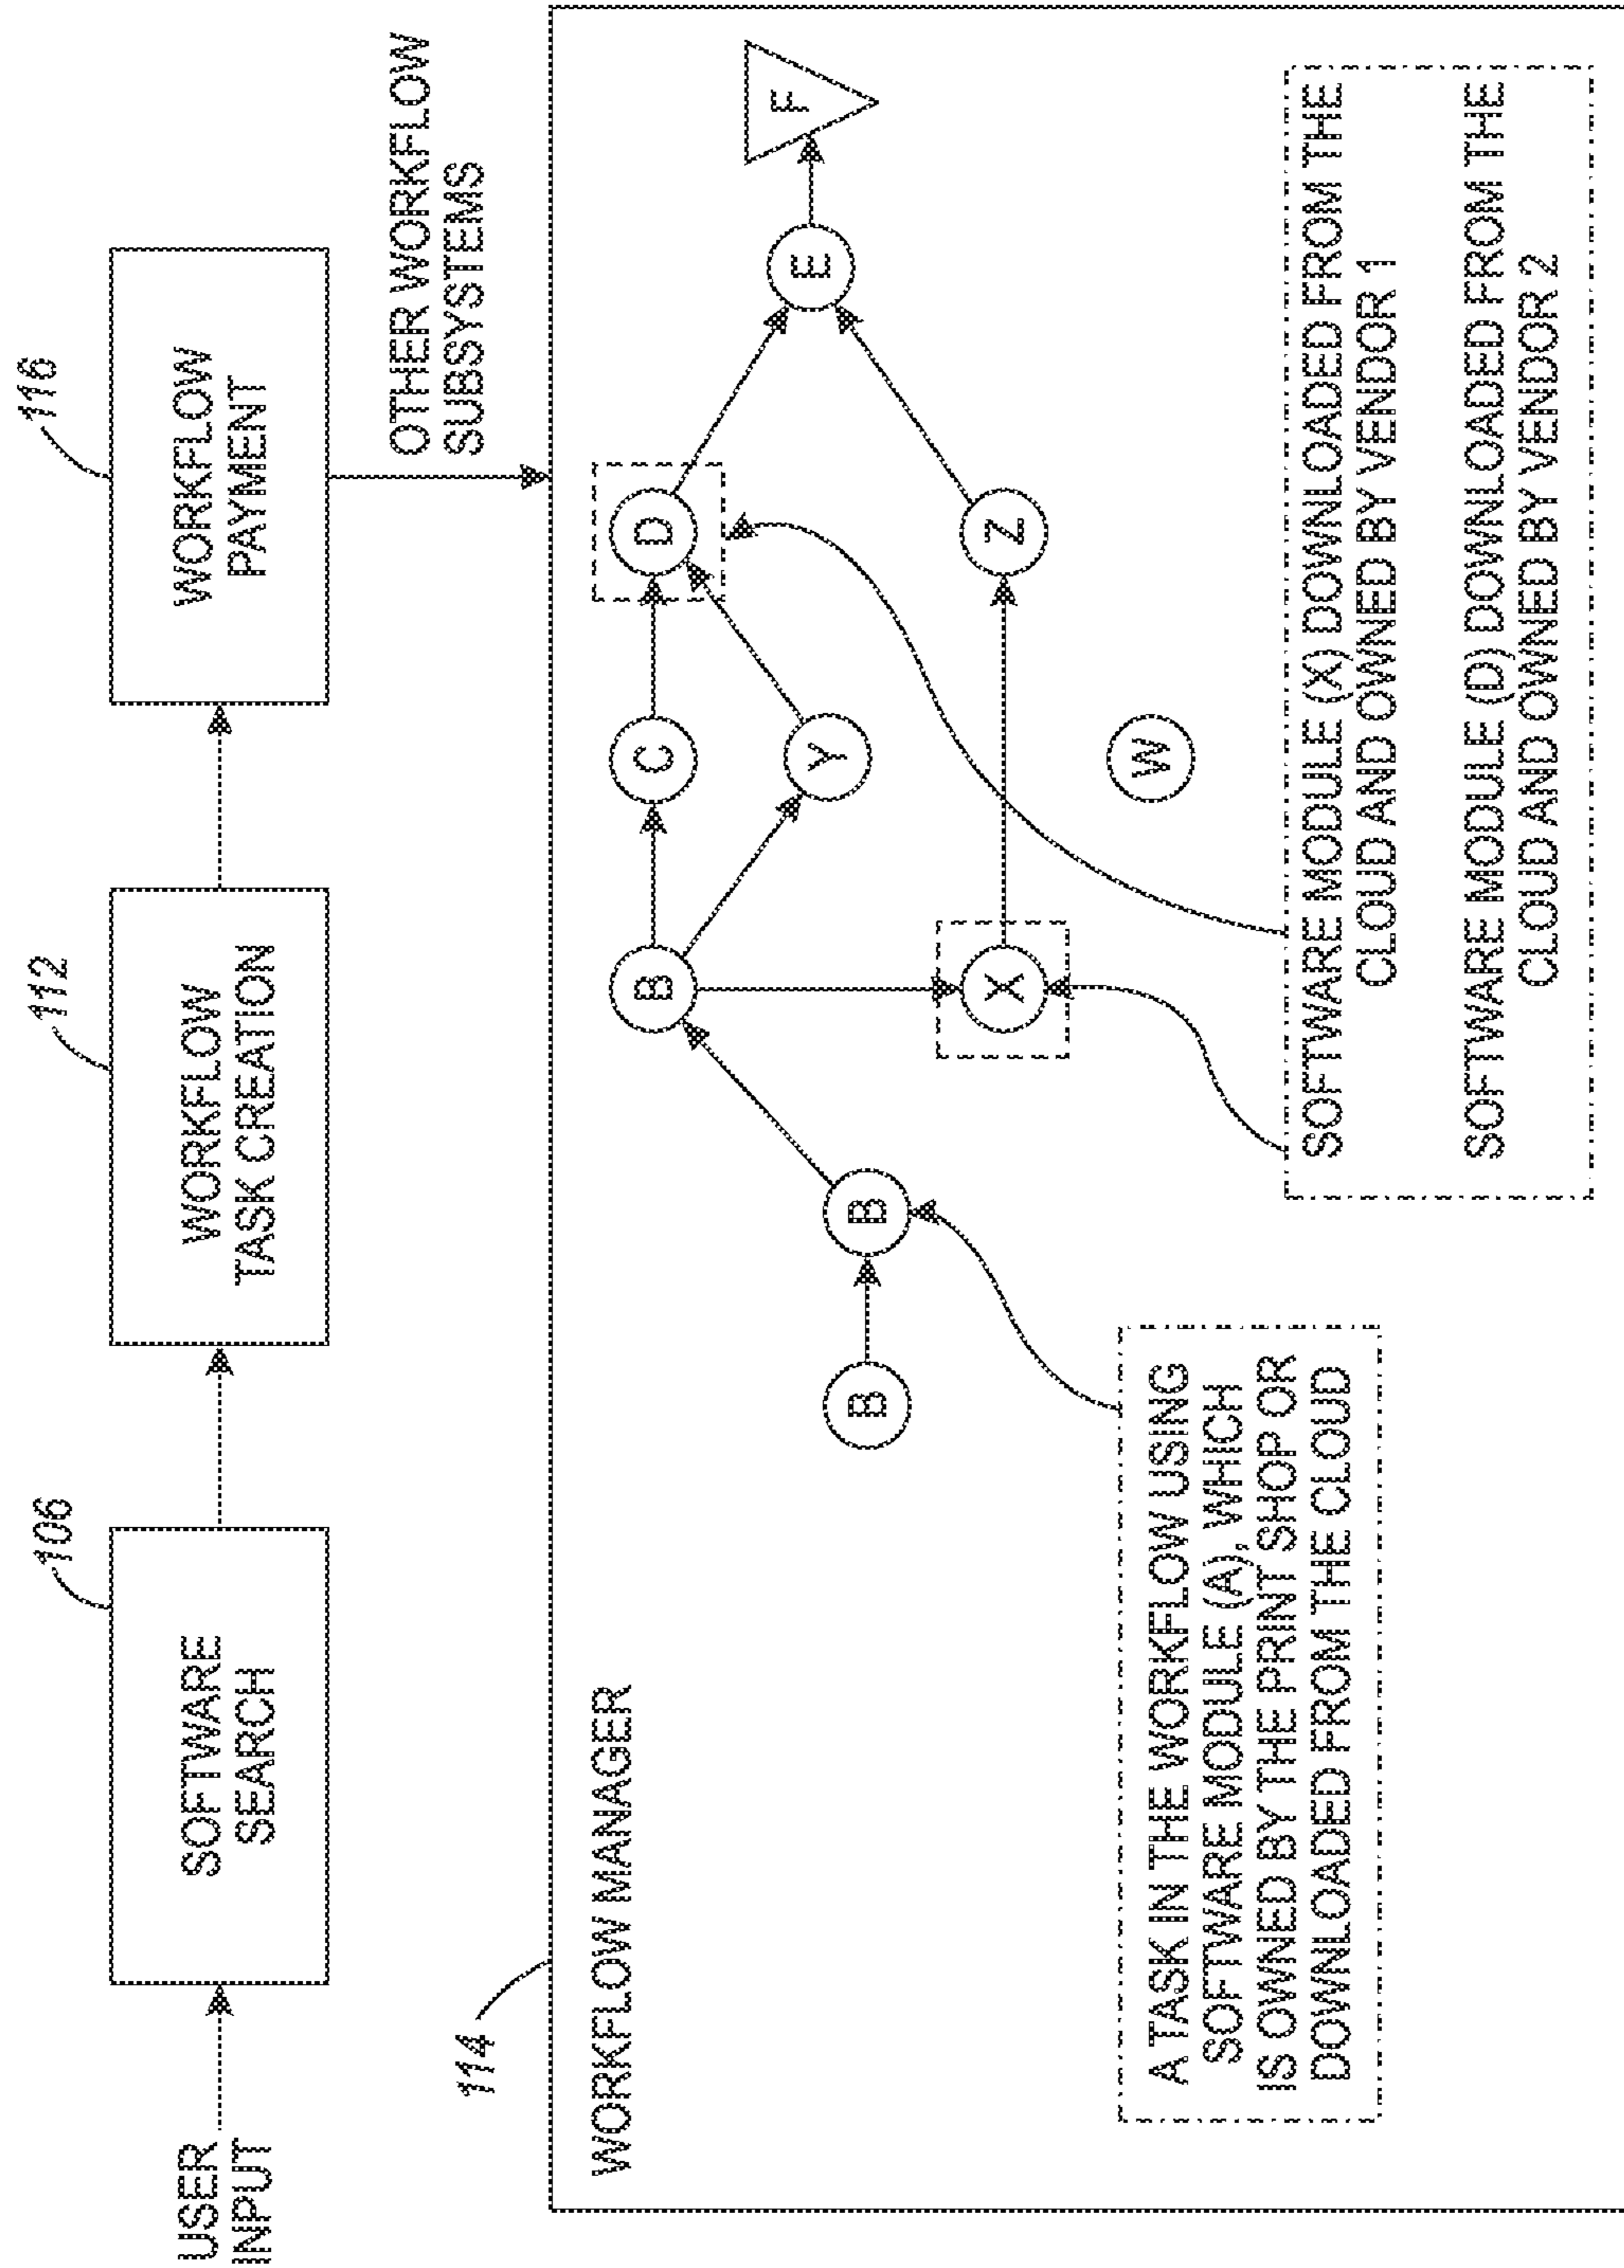 USER
INPUT
106
SOFTWARE
SEARCH
112
WORKFLOW
TASK CREATION
116
WORKFLOW
PAYMENT
OTHER WORKFLOW
SUBSYSTEMS
114
WORKFLOW MANAGER
B
B
B
C
D
Y
X
Z
W
E
F
A TASK IN THE WORKFLOW USING
SOFTWARE MODULE (A), WHICH
IS OWNED BY THE PRINT SHOP OR
DOWNLOADED FROM THE CLOUD
SOFTWARE MODULE (X) DOWNLOADED FROM THE
CLOUD AND OWNED BY VENDOR 1
SOFTWARE MODULE (D) DOWNLOADED FROM THE
CLOUD AND OWNED BY VENDOR 2